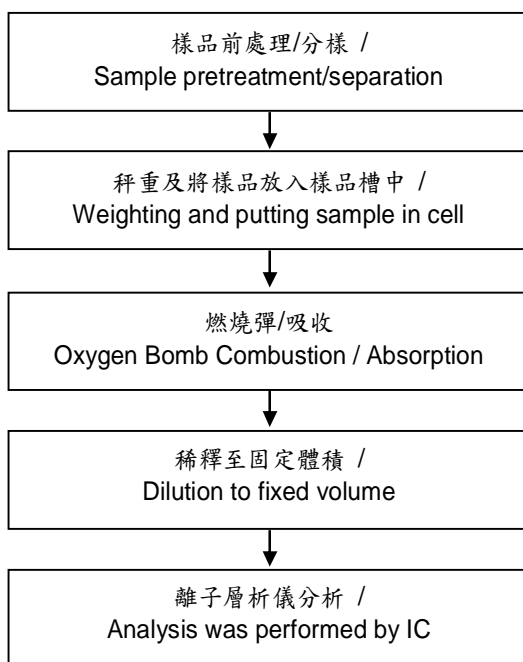 樣品前處理/分樣 /
Sample pretreatment/separation
秤重及將樣品放入樣品槽中 /
Weighting and putting sample in cell
燃燒彈/吸收
Oxygen Bomb Combustion / Absorption
稀釋至固定體積 /
Dilution to fixed volume
離子層析儀分析 /
Analysis was performed by IC